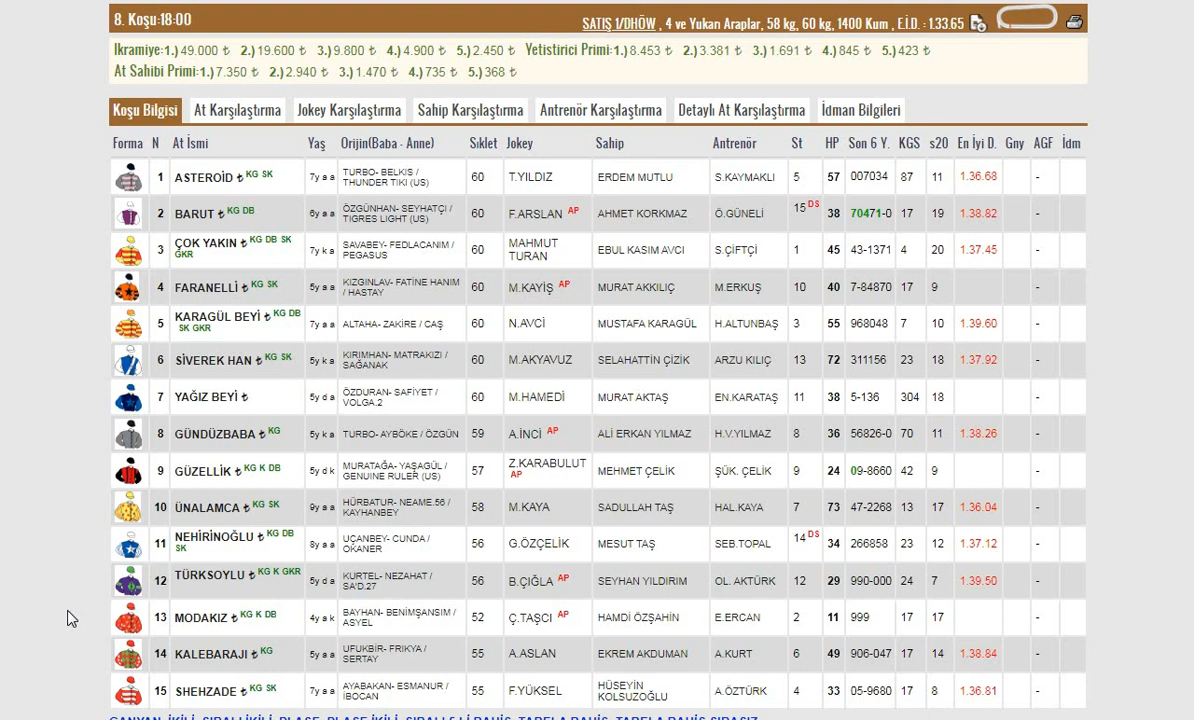 8. Koşu:18:00
SATIŞ 1/DHÖW , 4 ve Yukarı Araplar, 58 kg, 60 kg, 1400 Kum , E.İ.D. : 1.33.65
İkramiye:1.) 49.000 ₺ 2.) 19.600 ₺ 3.) 9.800 ₺ 4.) 4.900 ₺ 5.) 2.450 ₺ Yetistirici Primi:1.) 8.453 ₺ 2.) 3.381 ₺ 3.) 1.691 ₺ 4.) 845 ₺ 5.) 423 ₺
At Sahibi Primi:1.) 7.350 ₺ 2.) 2.940 ₺ 3.) 1.470 ₺ 4.) 735 ₺ 5.) 368 ₺
Koşu Bilgisi At Karşılaştırma Jokey Karşılaştırma Sahip Karşılaştırma Antrenör Karşılaştırma Detaylı At Karşılaştırma İdman Bilgileri
Forma N At İsmi Yaş Orijin(Baba - Anne) Sıklet Jokey Sahip Antrenör St HP Son 6 Y. KGS s20 En İyi D. Gny AGF İdm
1 ASTEROİD ₺ KG SK 7y a a TURBO- BELKIS / THUNDER TIKI (US) 60 T.YILDIZ ERDEM MUTLU S.KAYMAKLI 5 57 007034 87 11 1.36.68 -
2 BARUT ₺ KG DB 6y a a ÖZGÜNHAN- SEYHATÇI / TIGRES LIGHT (US) 60 F.ARSLAN AP AHMET KORKMAZ Ö.GÜNELİ 15 DS 38 70471-0 17 19 1.38.82 -
3 ÇOK YAKIN ₺ KG DB SK GKR 7y k a SAVABEY- FEDLACANIM / PEGASUS 60 MAHMUT TURAN EBUL KASIM AVCI S.ÇİFTÇİ 1 45 43-1371 4 20 1.37.45 -
4 FARANELLİ ₺ KG SK 5y a a KIZGINLAV- FATİNE HANIM / HASTAY 60 M.KAYİŞ AP MURAT AKKILIÇ M.ERKUŞ 10 40 7-84870 17 9 -
5 KARAGÜL BEYİ ₺ KG DB SK GKR 7y a a ALTAHA- ZAKİRE / CAŞ 60 N.AVCİ MUSTAFA KARAGÜL H.ALTUNBAŞ 3 55 968048 7 10 1.39.60 -
6 SİVEREK HAN ₺ KG SK 5y k a KIRIMHAN- MATRAKIZI / SAĞANAK 60 M.AKYAVUZ SELAHATTİN ÇİZİK ARZU KILIÇ 13 72 311156 23 18 1.37.92 -
7 YAĞIZ BEYİ ₺ 5y d a ÖZDURAN- SAFİYET / VOLGA.2 60 M.HAMEDİ MURAT AKTAŞ EN.KARATAŞ 11 38 5-136 304 18 -
8 GÜNDÜZBABA ₺ KG 5y k a TURBO- AYBÖKE / ÖZGÜN 59 A.İNCİ AP ALİ ERKAN YILMAZ H.V.YILMAZ 8 36 56826-0 70 11 1.38.26 -
9 GÜZELLİK ₺ KG K DB 5y d k MURATAĞA- YAŞAGÜL / GENUINE RULER (US) 57 Z.KARABULUT AP MEHMET ÇELİK ŞÜK. ÇELİK 9 24 09-8660 42 9 -
10 ÜNALAMCA ₺ KG SK 9y a a HÜRBATUR- NEAME.56 / KAYHANBEY 58 M.KAYA SADULLAH TAŞ HAL.KAYA 7 73 47-2268 13 17 1.36.04 -
11 NEHİRİNOĞLU ₺ KG DB SK 8y a a UÇANBEY- CUNDA / OKANER 56 G.ÖZÇELİK MESUT TAŞ SEB.TOPAL 14 DS 34 266858 23 12 1.37.12 -
12 TÜRKSOYLU ₺ KG K GKR 5y d a KURTEL- NEZAHAT / SA'D.27 56 B.ÇIĞLA AP SEYHAN YILDIRIM OL. AKTÜRK 12 29 990-000 24 7 1.39.50 -
13 MODAKIZ ₺ KG K DB 4y a k BAYHAN- BENİMŞANSIM / ASYEL 52 Ç.TAŞCI AP HAMDİ ÖZŞAHİN E.ERCAN 2 11 999 17 17 -
14 KALEBARAJI ₺ KG 5y a a UFUKBİR- FRIKYA / SERTAY 55 A.ASLAN EKREM AKDUMAN A.KURT 6 49 906-047 17 14 1.38.84 -
15 SHEHZADE ₺ KG SK 7y a a AYABAKAN- ESMANUR / İBOCAN 55 F.YÜKSEL HÜSEYİN KOLSUZOĞLU A.ÖZTÜRK 4 33 05-9680 17 8 1.36.81 -